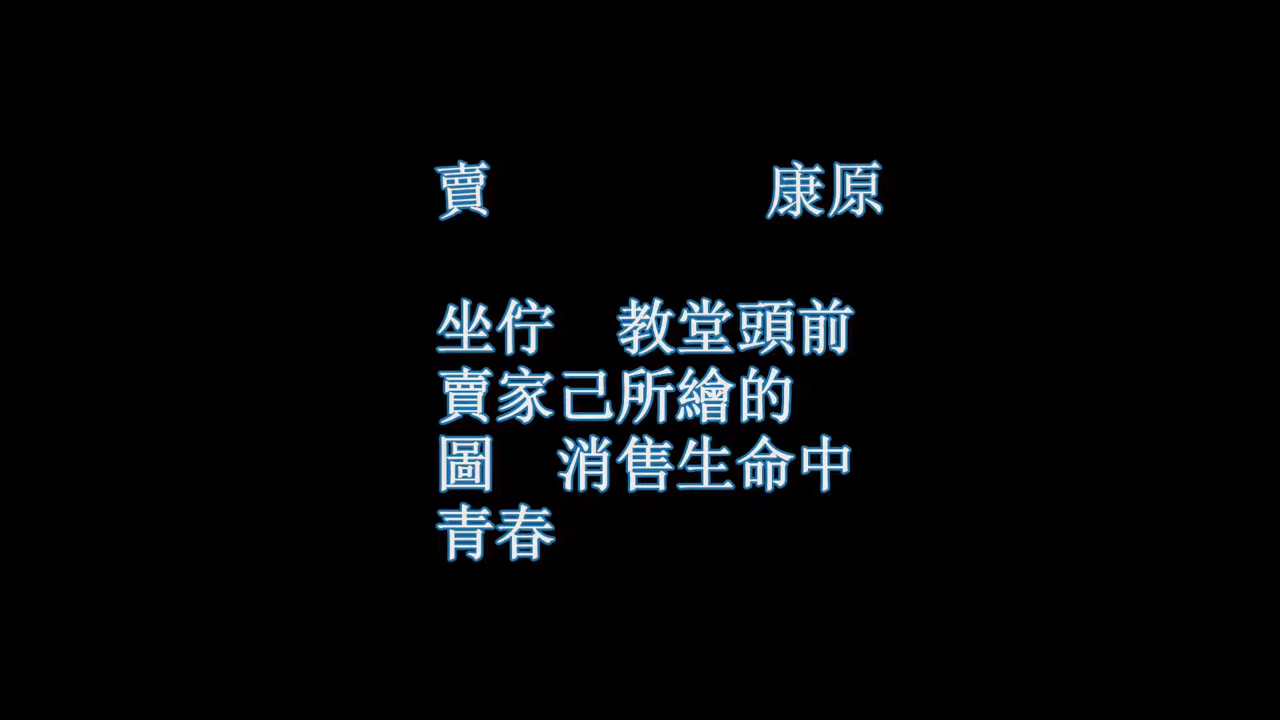 賣　　　　康原
坐佇　教堂頭前
賣家己所繪的
圖　消售生命中
青春